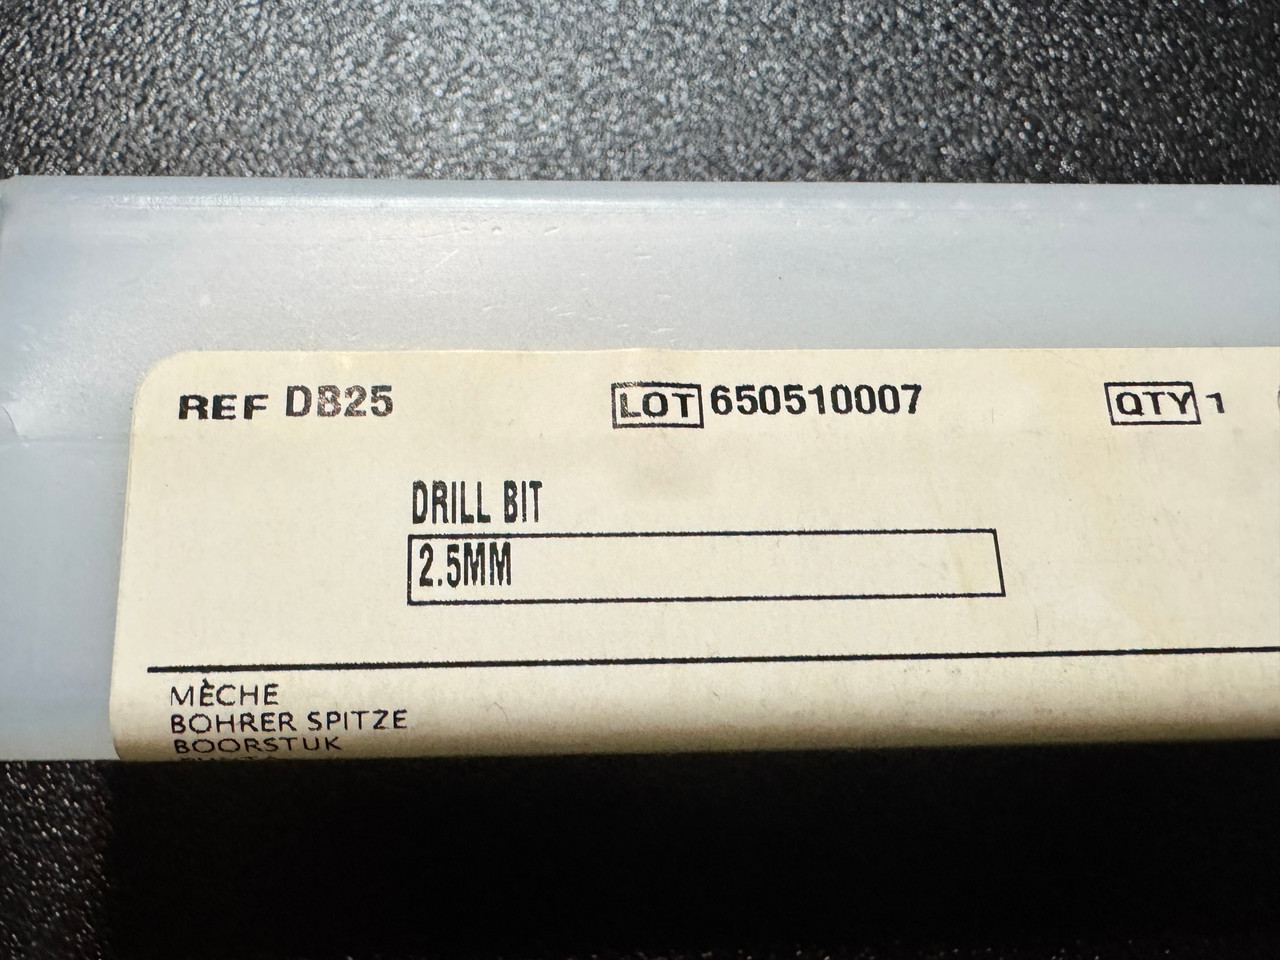 REF DB25 LOT 650510007 QTY 1
DRILL BIT
2.5MM
MÈCHE
BOHRER SPITZE
BOORSTUK